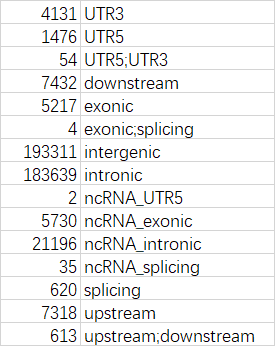 4131 UTR3
1476 UTR5
54 UTR5;UTR3
7432 downstream
5217 exonic
4 exonic;splicing
193311 intergenic
183639 intronic
2 ncRNA_UTR5
5730 ncRNA_exonic
21196 ncRNA_intronic
35 ncRNA_splicing
620 splicing
7318 upstream
613 upstream;downstream